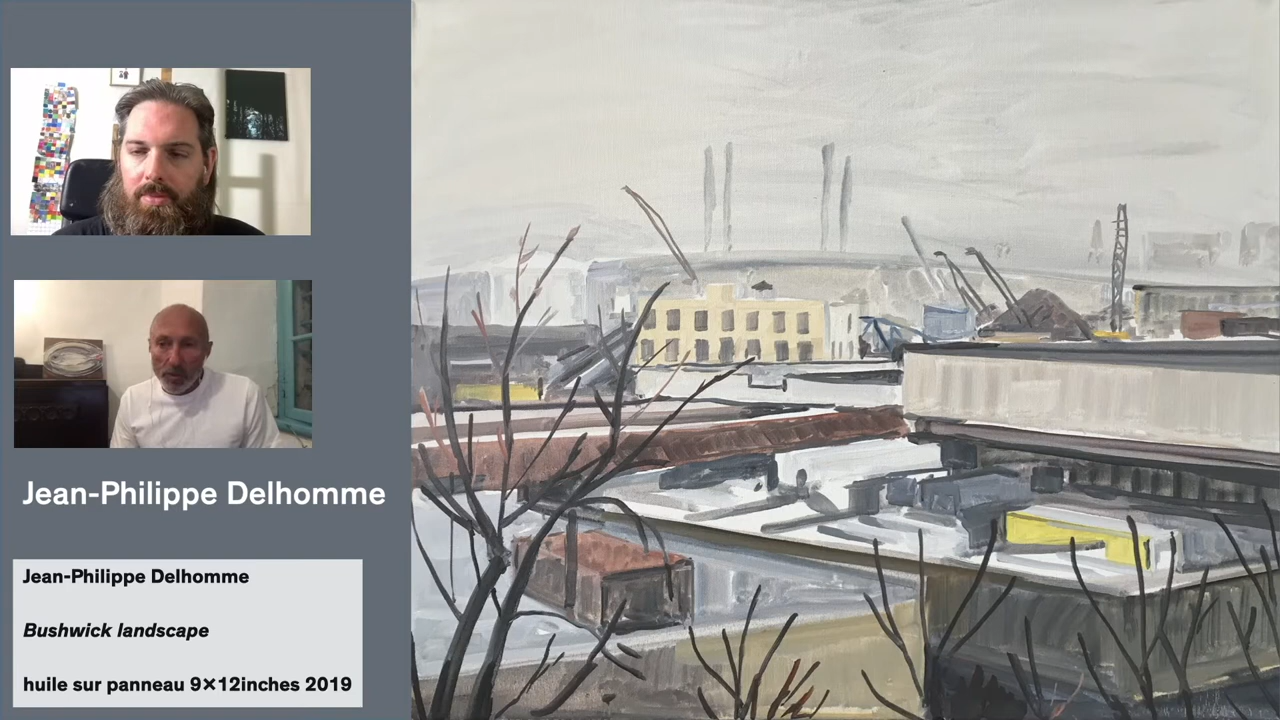 Jean-Philippe Delhomme
Jean-Philippe Delhomme
Bushwick landscape
huile sur panneau 9×12inches 2019